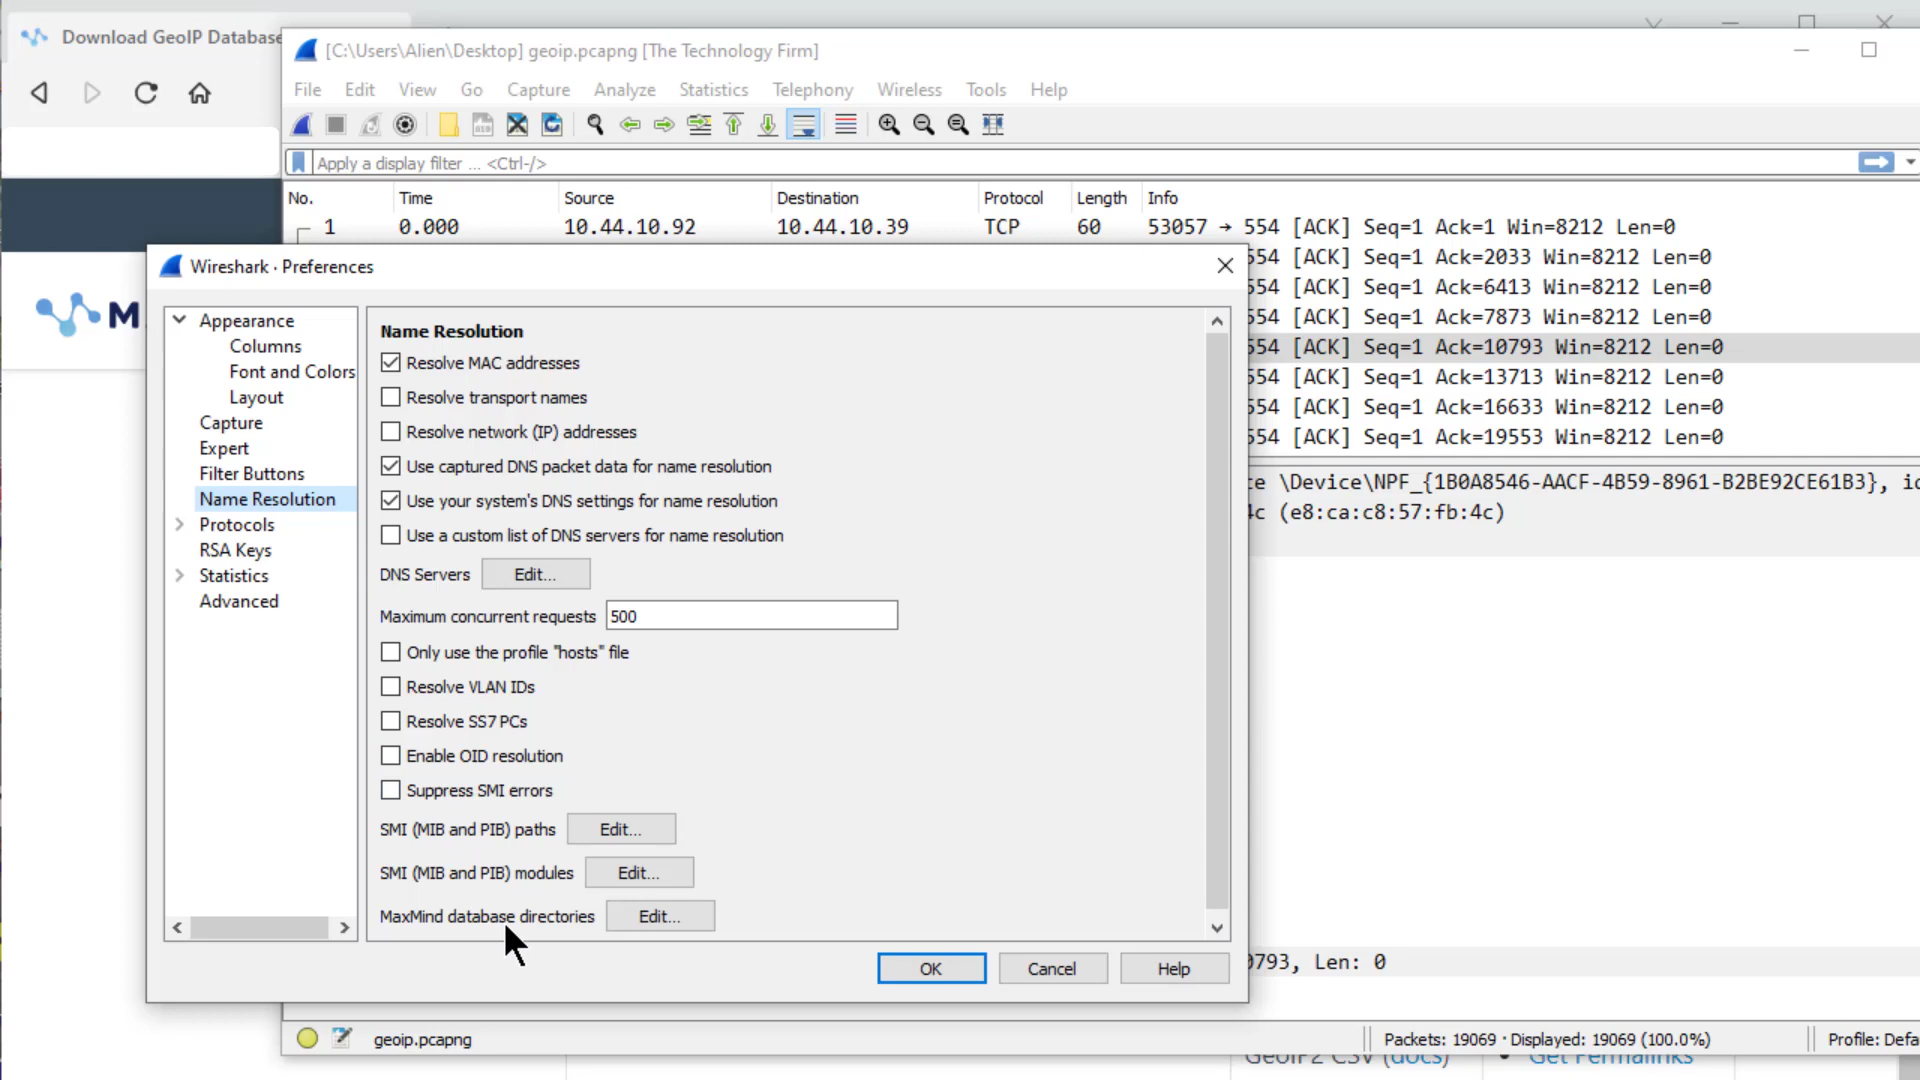 Download GeoIP Database
[C:\Users\Alien\Desktop] geoip.pcapng [The Technology Firm]
File Edit View Go Capture Analyze Statistics Telephony Wireless Tools Help
Apply a display filter ... <Ctrl-/>
No. Time Source Destination Protocol Length Info
1 0.000 10.44.10.92 10.44.10.39 TCP 60 53057 → 554 [ACK] Seq=1 Ack=1 Win=8212 Len=0
554 [ACK] Seq=1 Ack=2033 Win=8212 Len=0
554 [ACK] Seq=1 Ack=6413 Win=8212 Len=0
554 [ACK] Seq=1 Ack=7873 Win=8212 Len=0
554 [ACK] Seq=1 Ack=10793 Win=8212 Len=0
554 [ACK] Seq=1 Ack=13713 Win=8212 Len=0
554 [ACK] Seq=1 Ack=16633 Win=8212 Len=0
554 [ACK] Seq=1 Ack=19553 Win=8212 Len=0
\Device\NPF_{1B0A8546-AACF-4B59-8961-B2BE92CE61B3},
4c (e8:ca:c8:57:fb:4c)
0793, Len: 0
M
Wireshark · Preferences
Appearance
Columns
Font and Colors
Layout
Capture
Expert
Filter Buttons
Name Resolution
Protocols
RSA Keys
Statistics
Advanced
Name Resolution
Resolve MAC addresses
Resolve transport names
Resolve network (IP) addresses
Use captured DNS packet data for name resolution
Use your system's DNS settings for name resolution
Use a custom list of DNS servers for name resolution
DNS Servers Edit...
Maximum concurrent requests 500
Only use the profile "hosts" file
Resolve VLAN IDs
Resolve SS7 PCs
Enable OID resolution
Suppress SMI errors
SMI (MIB and PIB) paths Edit...
SMI (MIB and PIB) modules Edit...
MaxMind database directories Edit...
OK Cancel Help
geoip.pcapng
Packets: 19069 · Displayed: 19069 (100.0%)
Profile: Defa
GeoIP2 CSV (docs) • Get Permalinks